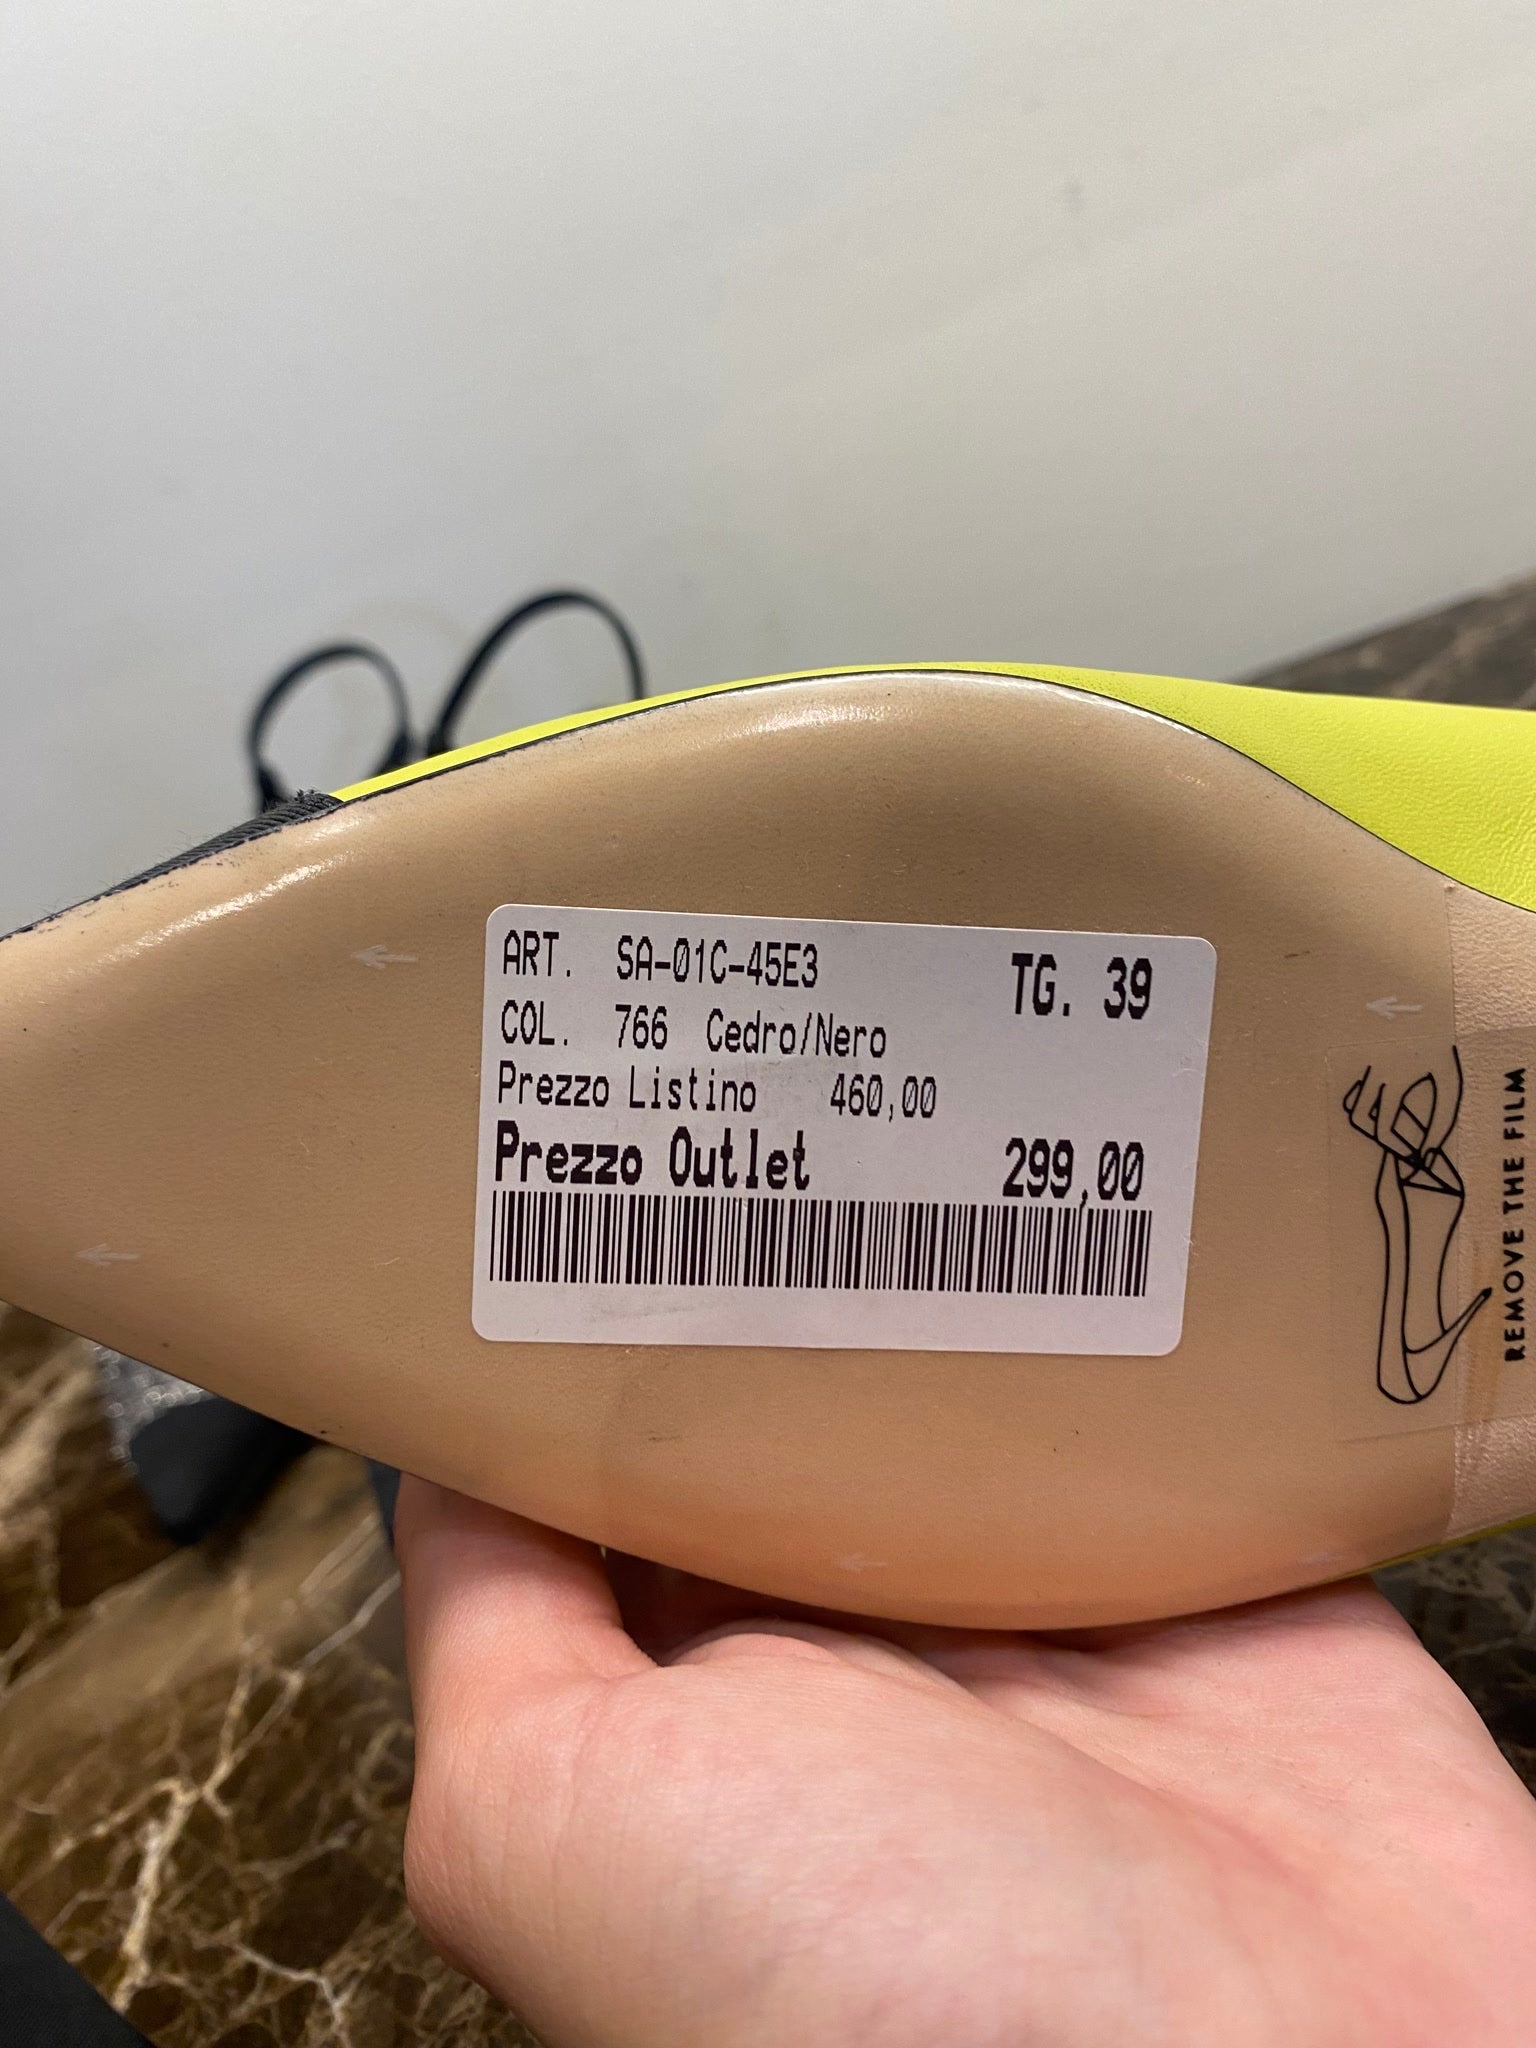 ART. SA-01C-45E3 TG. 39
COL. 766 Cedro/Nero
Prezzo Listino 460,00
Prezzo Outlet 299,00
REMOVE THE FILM